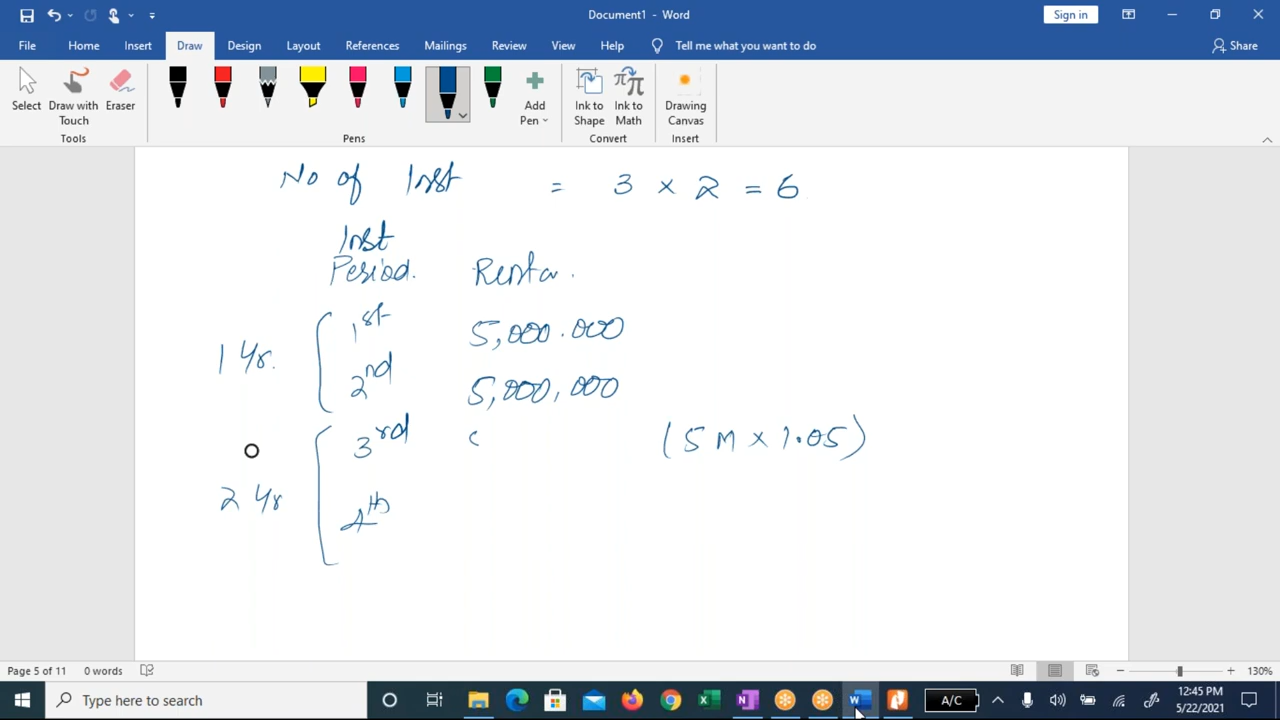 Document1 - Word
Sign in
File Home Insert Draw Design Layout References Mailings Review View Help Tell me what you want to do Share
Select Draw with Touch Eraser Add Pen Ink to Shape Ink to Math Drawing Canvas
Tools Pens Convert Insert
No of Inst = 3 × 2 = 6
Inst
Period. Renta
1 Yr. 1st 5,000.000
2nd 5,000,000
3rd (5M × 1.05)
2 Yr 4th
Page 5 of 11 0 words 130%
Type here to search A/C 12:45 PM
5/22/2021